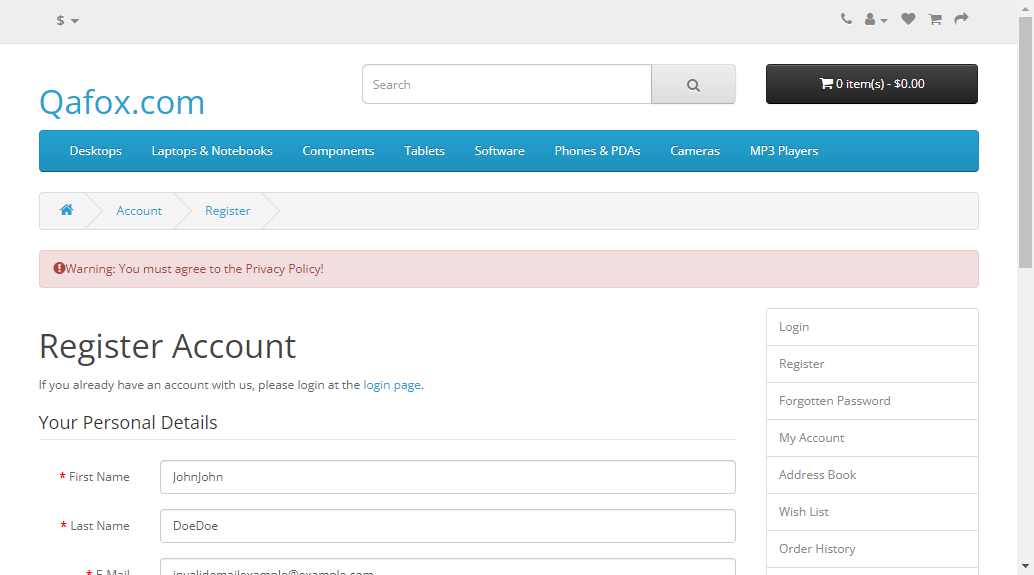 $
Search
0 item(s) - $0.00
Qafox.com
Desktops Laptops & Notebooks Components Tablets Software Phones & PDAs Cameras MP3 Players
Account Register
Warning: You must agree to the Privacy Policy!
Register Account
If you already have an account with us, please login at the login page.
Your Personal Details
* First Name JohnJohn
* Last Name DoeDoe
* E-Mail invalidemailexample@example.com
Login
Register
Forgotten Password
My Account
Address Book
Wish List
Order History